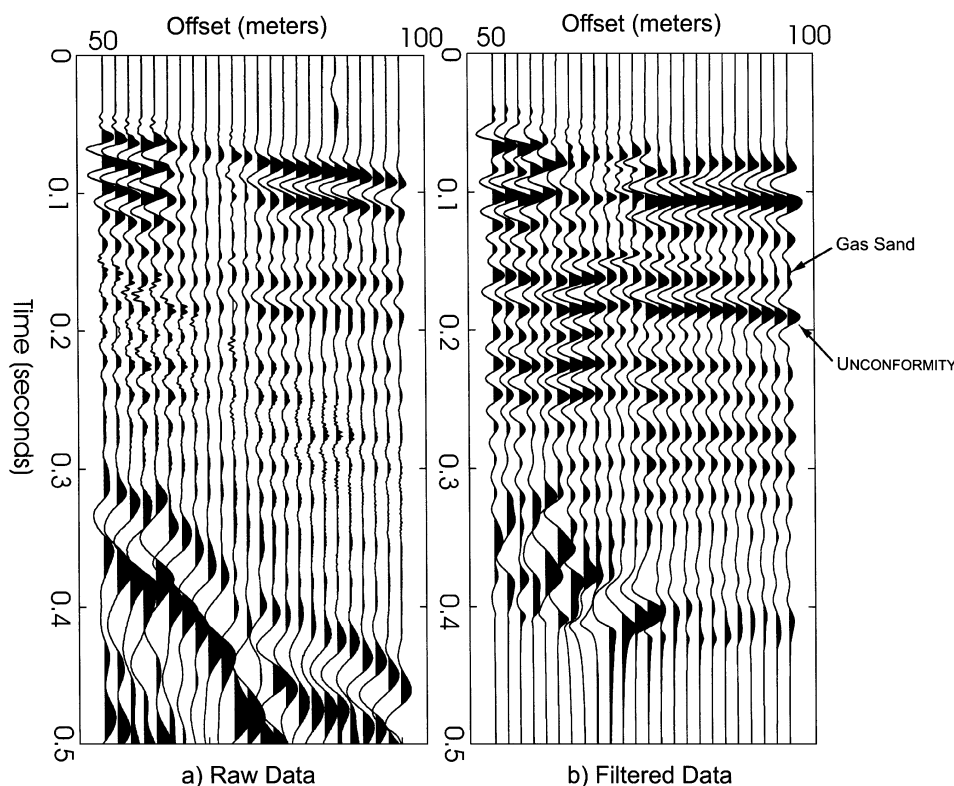 Offset (meters)
50
100
Offset (meters)
50
100
0
0.1
0.2
0.3
0.4
0.5
Time (seconds)
0
0.1
0.2
0.3
0.4
0.5
Gas Sand
UNCONFORMITY
a) Raw Data
b) Filtered Data